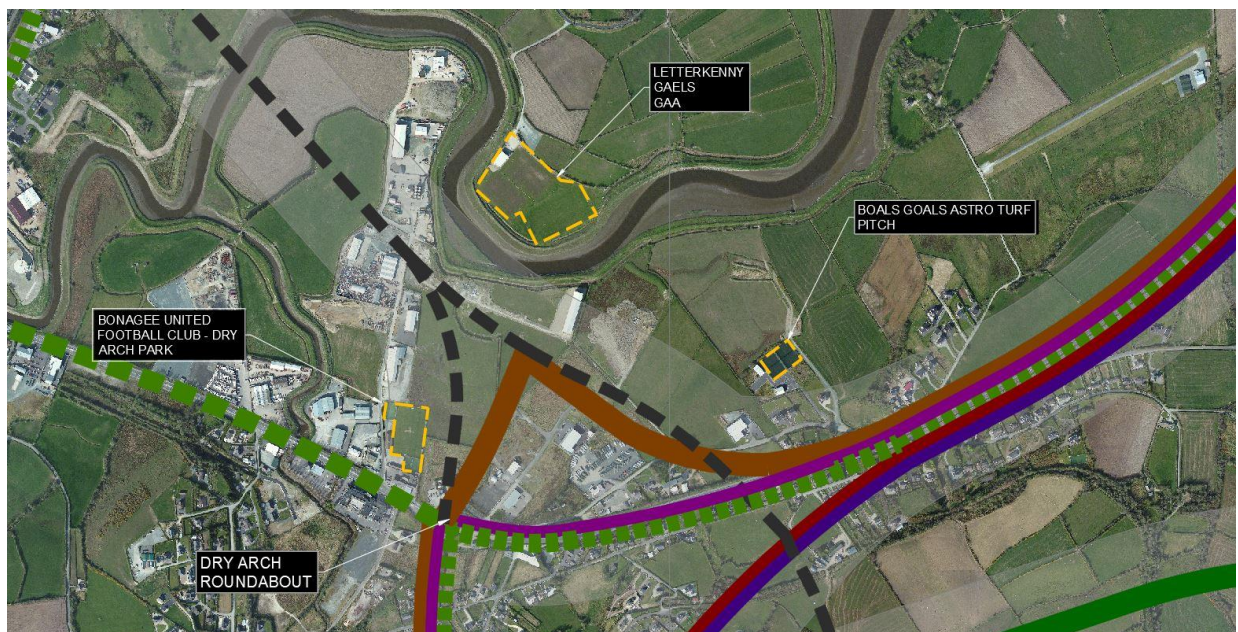 LETTERKENNY
GAELS
GAA
BOALS GOALS ASTRO TURF
PITCH
BONAGEE UNITED
FOOTBALL CLUB - DRY
ARCH PARK
DRY ARCH
ROUNDABOUT